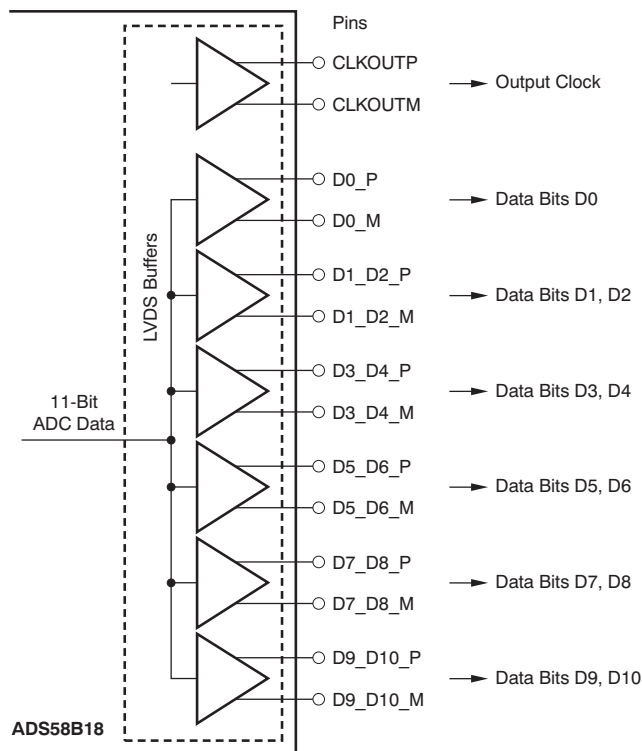 Pins
CLKOUTP
Output Clock
CLKOUTM
D0_P
Data Bits D0
D0_M
LVDS Buffers
D1_D2_P
Data Bits D1, D2
D1_D2_M
D3_D4_P
Data Bits D3, D4
D3_D4_M
11-Bit
ADC Data
D5_D6_P
Data Bits D5, D6
D5_D6_M
D7_D8_P
Data Bits D7, D8
D7_D8_M
D9_D10_P
Data Bits D9, D10
D9_D10_M
ADS58B18